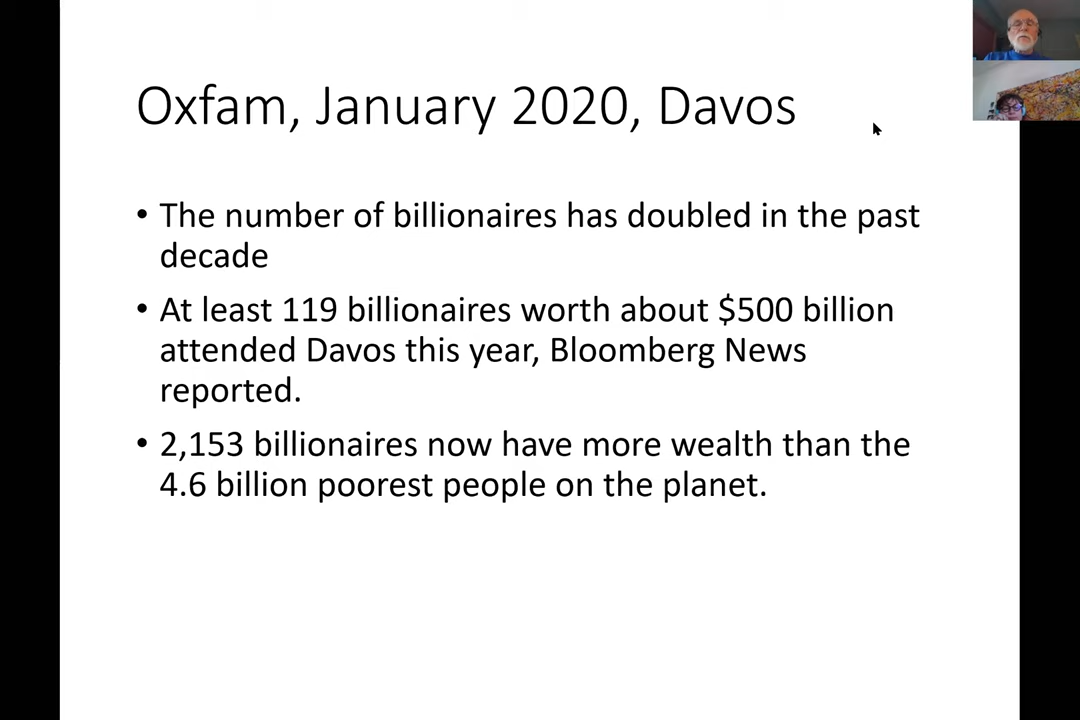 Oxfam, January 2020, Davos
• The number of billionaires has doubled in the past
decade
• At least 119 billionaires worth about $500 billion
attended Davos this year, Bloomberg News
reported.
• 2,153 billionaires now have more wealth than the
4.6 billion poorest people on the planet.